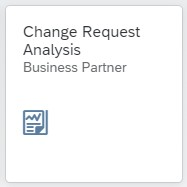 Change Request
Analysis
Business Partner